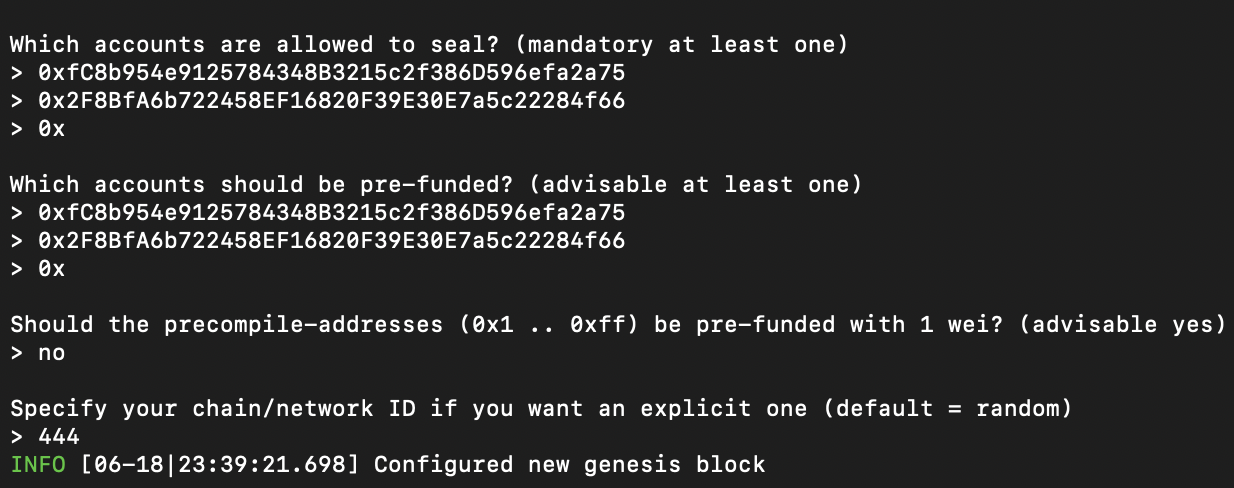 Which accounts are allowed to seal? (mandatory at least one)
> 0xfC8b954e9125784348B3215c2f386D596efa2a75
> 0x2F8BfA6b722458EF16820F39E30E7a5c22284f66
> 0x
Which accounts should be pre-funded? (advisable at least one)
> 0xfC8b954e9125784348B3215c2f386D596efa2a75
> 0x2F8BfA6b722458EF16820F39E30E7a5c22284f66
> 0x
Should the precompile-addresses (0x1 .. 0xff) be pre-funded with 1 wei? (advisable yes)
> no
Specify your chain/network ID if you want an explicit one (default = random)
> 444
INFO [06-18|23:39:21.698] Configured new genesis block